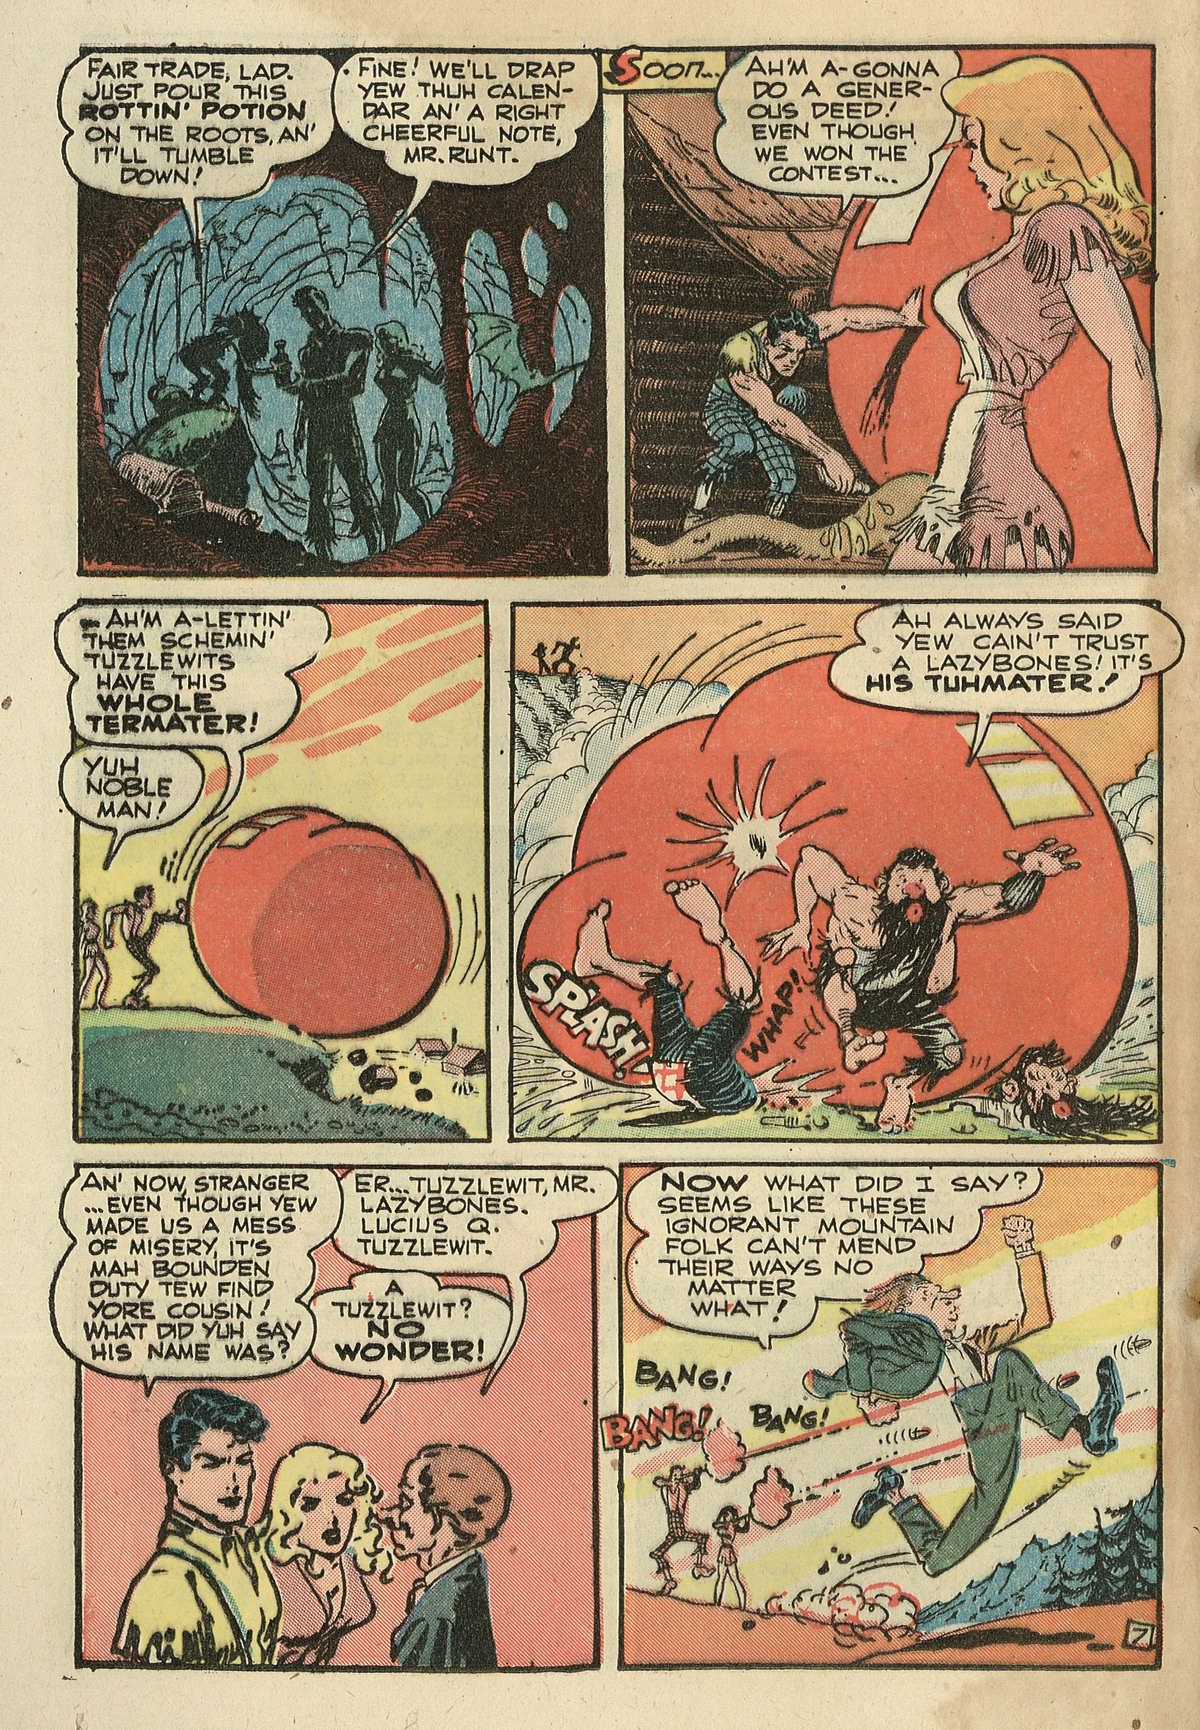 FAIR TRADE, LAD.
JUST POUR THIS
ROTTIN' POTION
ON THE ROOTS, AN'
IT'LL TUMBLE
DOWN!
FINE! WE'LL DRAP
YEW THUH CALEN-
DAR AN' A RIGHT
CHEERFUL NOTE,
MR. RUNT.
SOON...
AH'M A-GONNA
DO A GENER-
OUS DEED!
EVEN THOUGH
WE WON THE
CONTEST...
... AH'M A-LETTIN'
THEM SCHEMIN'
TUZZLEWITS
HAVE THIS
WHOLE
TERMATER!
YUH
NOBLE
MAN!
AH ALWAYS SAID
YEW CAIN'T TRUST
A LAZYBONES! IT'S
HIS TUHMATER!
SPLASH!
WHAP!
AN' NOW, STRANGER
...EVEN THOUGH YEW
MADE US A MESS
OF MISERY, IT'S
MAH BOUNDEN
DUTY TEW FIND
YORE COUSIN!
WHAT DID YUH SAY
HIS NAME WAS?
ER...TUZZLEWIT, MR.
LAZYBONES.
LUCIUS Q.
TUZZLEWIT.
A
TUZZLEWIT?
NO
WONDER!
NOW WHAT DID I SAY?
SEEMS LIKE THESE
IGNORANT MOUNTAIN
FOLK CAN'T MEND
THEIR WAYS NO
MATTER
WHAT!
BANG!
BANG!
BANG!
7